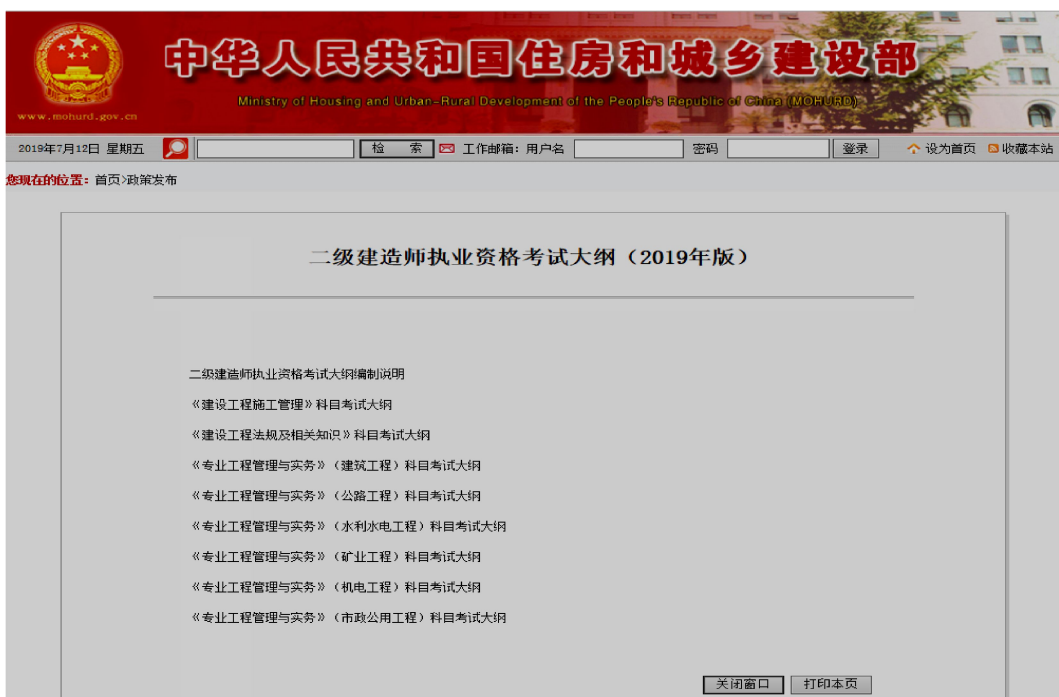 中华人民共和国住房和城乡建设部
Ministry of Housing and Urban-Rural Development of the People's Republic of China (MOHURD)
www.mohurd.gov.cn
2019年7月12日 星期五 检 索 工作邮箱：用户名 密码 登录 设为首页 收藏本站
您现在的位置：首页>政策发布
二级建造师执业资格考试大纲（2019年版）
二级建造师执业资格考试大纲编制说明
《建设工程施工管理》科目考试大纲
《建设工程法规及相关知识》科目考试大纲
《专业工程管理与实务》（建筑工程）科目考试大纲
《专业工程管理与实务》（公路工程）科目考试大纲
《专业工程管理与实务》（水利水电工程）科目考试大纲
《专业工程管理与实务》（矿业工程）科目考试大纲
《专业工程管理与实务》（机电工程）科目考试大纲
《专业工程管理与实务》（市政公用工程）科目考试大纲
关闭窗口 打印本页